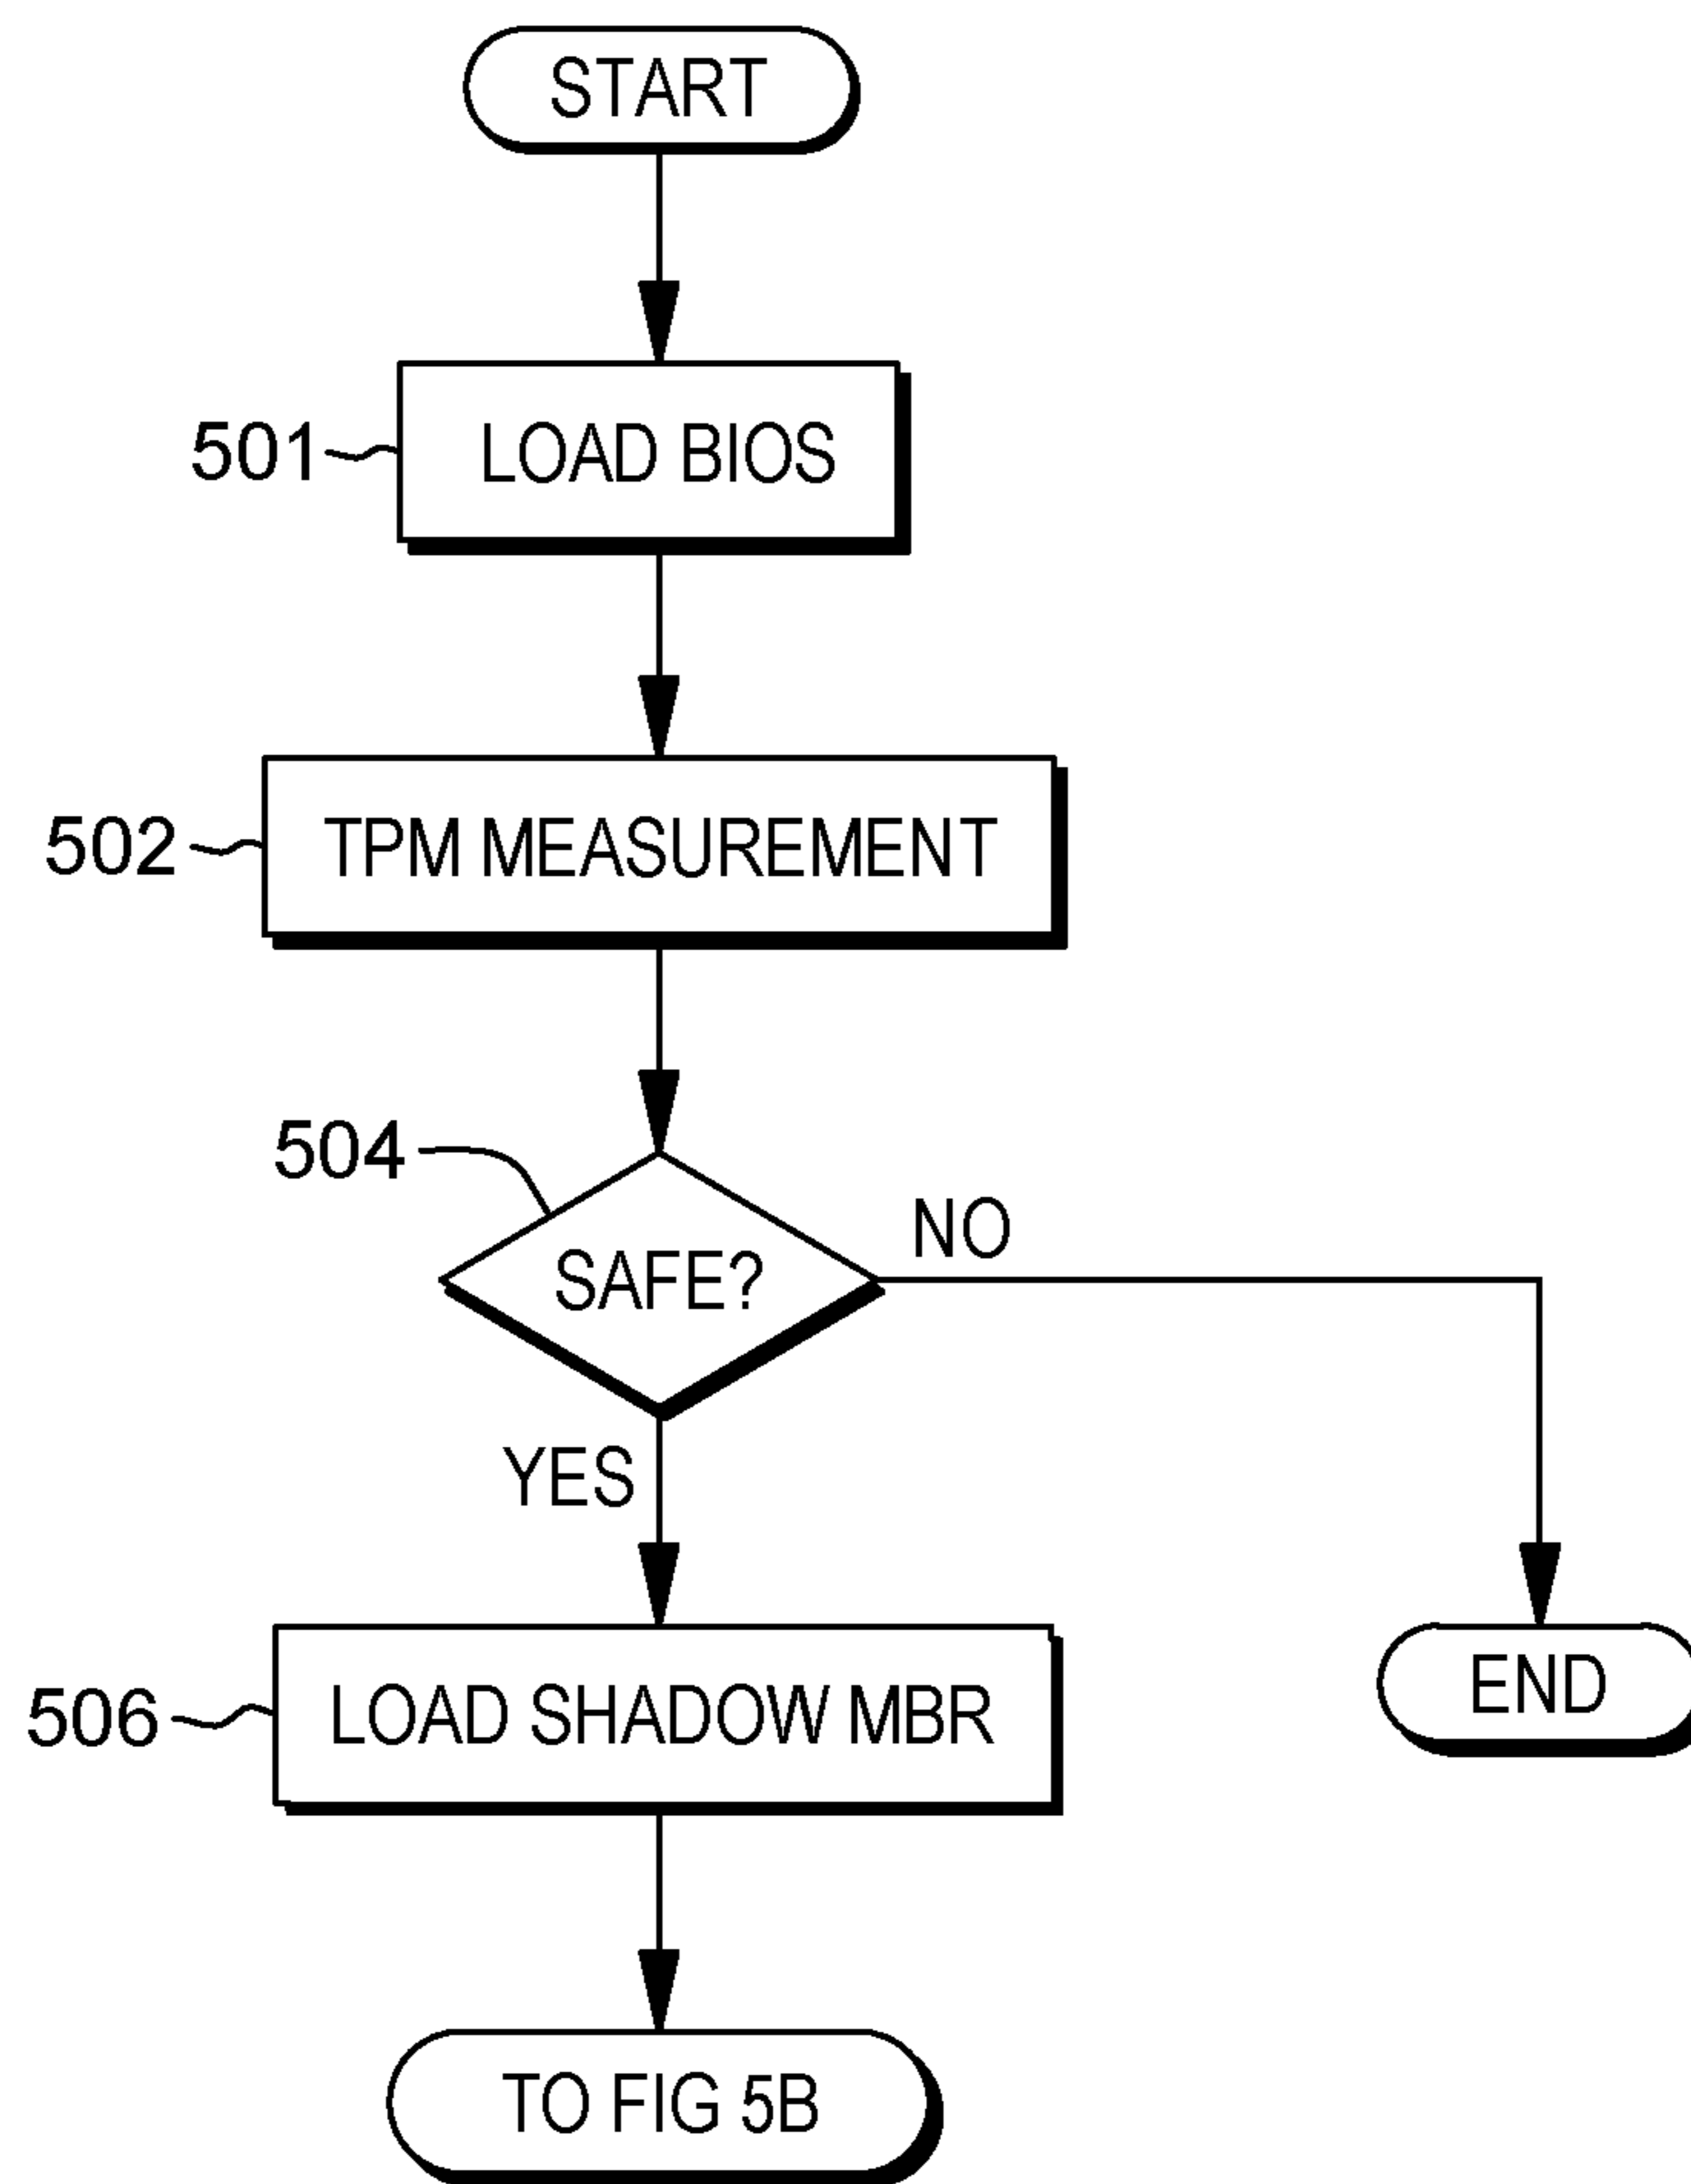 START
501 LOAD BIOS
502 TPM MEASUREMENT
504
SAFE?
NO
YES
506 LOAD SHADOW MBR
END
TO FIG 5B